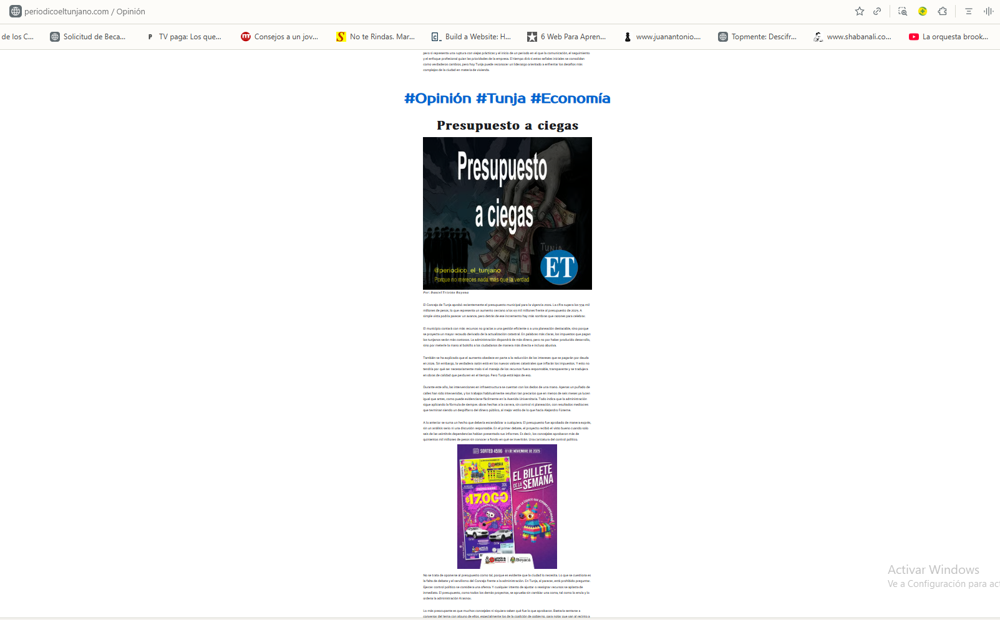 periodicoeltunjano.com / Opinión
de los C...
Solicitud de Beca...
TV paga: Los que...
Consejos a un jov...
No te Rindas. Mar...
Build a Website: H...
6 Web Para Apren...
www.juanantonio....
Topmente: Descifr...
www.shabanali.co...
La orquesta brook...
pero sí representa una ruptura con viejas prácticas y el inicio de un periodo en el que la comunicación, el seguimiento
y el enfoque profesional guían las prioridades de la empresa. El tiempo dirá si estas señales iniciales se consolidan
como verdaderos cambios, pero hoy Tunja puede reconocer un liderazgo orientado a enfrentar los desafíos más
complejos de la ciudad en materia de vivienda.
#Opinión #Tunja #Economía
Presupuesto a ciegas
Presupuesto
a ciegas
Tunja
ET
@periodico_el_tunjano
Porque no mereces nada más que la verdad
Por: Daniel Triviño Bayona
El Concejo de Tunja aprobó recientemente el presupuesto municipal para la vigencia 2026. La cifra supera los 534 mil
millones de pesos, lo que representa un aumento cercano a los 63 mil millones frente al presupuesto de 2025. A
simple vista podría parecer un avance, pero detrás de ese incremento hay más sombras que razones para celebrar.
El municipio contará con más recursos no gracias a una gestión eficiente o a una planeación destacable, sino porque
se proyecta un mayor recaudo derivado de la actualización catastral. En palabras más claras, los impuestos que pagan
los tunjanos serán más costosos. La administración dispondrá de más dinero, pero no por haber producido desarrollo,
sino por meterle la mano al bolsillo a los ciudadanos de manera más directa e incluso abusiva.
También se ha explicado que el aumento obedece en parte a la reducción de los intereses que se pagarán por deuda
en 2026. Sin embargo, la verdadera razón está en los nuevos valores catastrales que inflarán los impuestos. Y esto no
tendría por qué ser necesariamente malo si el manejo de los recursos fuera responsable, transparente y se tradujera
en obras de calidad que perduren en el tiempo. Pero Tunja está lejos de eso.
Durante este año, las intervenciones en infraestructura se cuentan con los dedos de una mano. Apenas un puñado de
calles han sido intervenidas, y los trabajos habitualmente resultan tan precarios que en menos de seis meses ya lucen
igual que antes, como puede evidenciarse fácilmente en la Avenida Universitaria. Todo indica que la administración
sigue aplicando la fórmula de siempre: obras hechas a la carrera, sin control ni planeación, con resultados mediocres
que terminan siendo un despilfarro del dinero público, al mejor estilo de lo que hacía Alejandro Fúneme.
A lo anterior se suma un hecho que debería escandalizar a cualquiera. El presupuesto fue aprobado de manera exprés,
sin un análisis serio ni una discusión responsable. En el primer debate, el proyecto recibió el visto bueno cuando solo
seis de las veintitrés dependencias habían presentado sus informes. Es decir, los concejales aprobaron más de
quinientos mil millones de pesos sin conocer a fondo en qué se invertirán. Una caricatura del control político.
SORTEO 4596 01 DE NOVIEMBRE DE 2025
EL BILLETE
DE LA SEMANA
$17.000
Boyacá
No se trata de oponerse al presupuesto como tal, porque es evidente que la ciudad lo necesita. Lo que se cuestiona es
la falta de debate y el servilismo del Concejo frente a la administración. En Tunja, al parecer, está prohibido preguntar.
Ejercer control político se considera una ofensa. Y cualquier intento de ajustar o reasignar recursos se aplasta de
inmediato. El presupuesto, como todos los demás proyectos, se aprueba sin cambiar una coma, tal como lo envía y lo
ordena la administración Krasnov.
Lo más preocupante es que muchos concejales ni siquiera saben qué fue lo que aprobaron. Bastaría sentarse a
conversar del tema con alguno de ellos, especialmente los de coalición de gobierno, para notar que van al recinto a
Activar Windows
Ve a Configuración para act